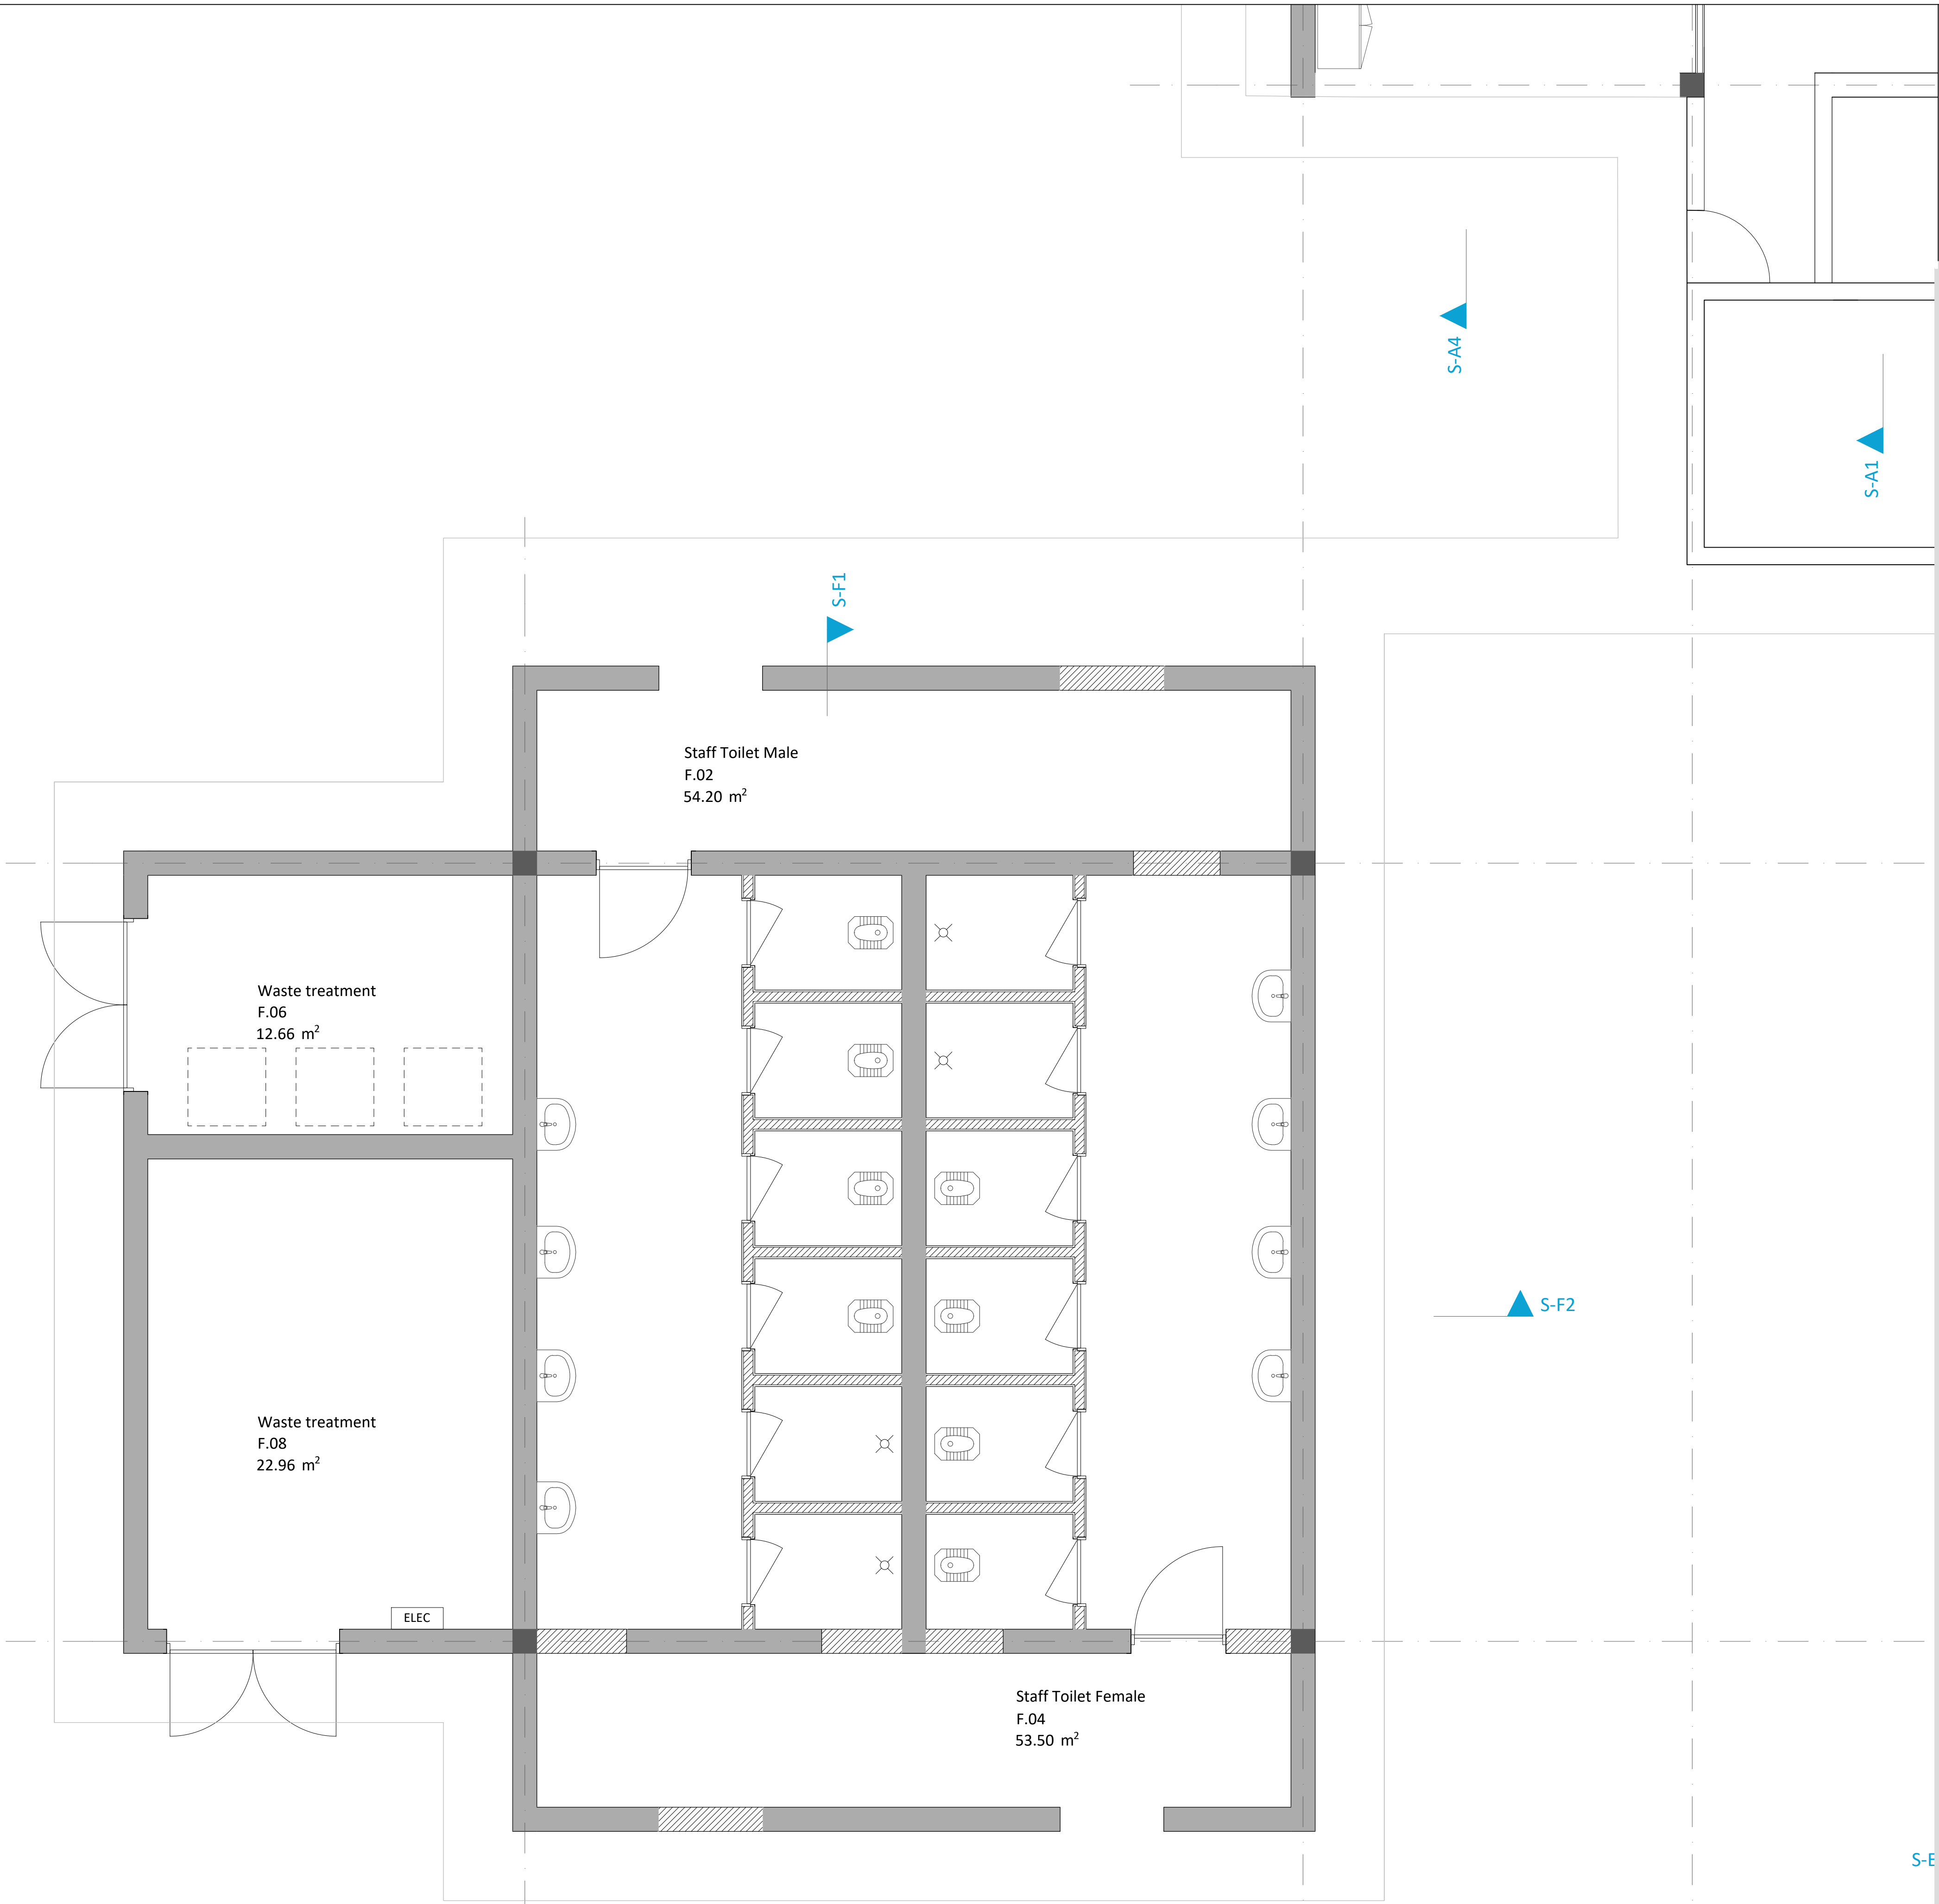 S-A4
S-A1
S-F1
Staff Toilet Male
F.02
54.20 m²
Waste treatment
F.06
12.66 m²
S-F2
Waste treatment
F.08
22.96 m²
ELEC
Staff Toilet Female
F.04
53.50 m²
S-E